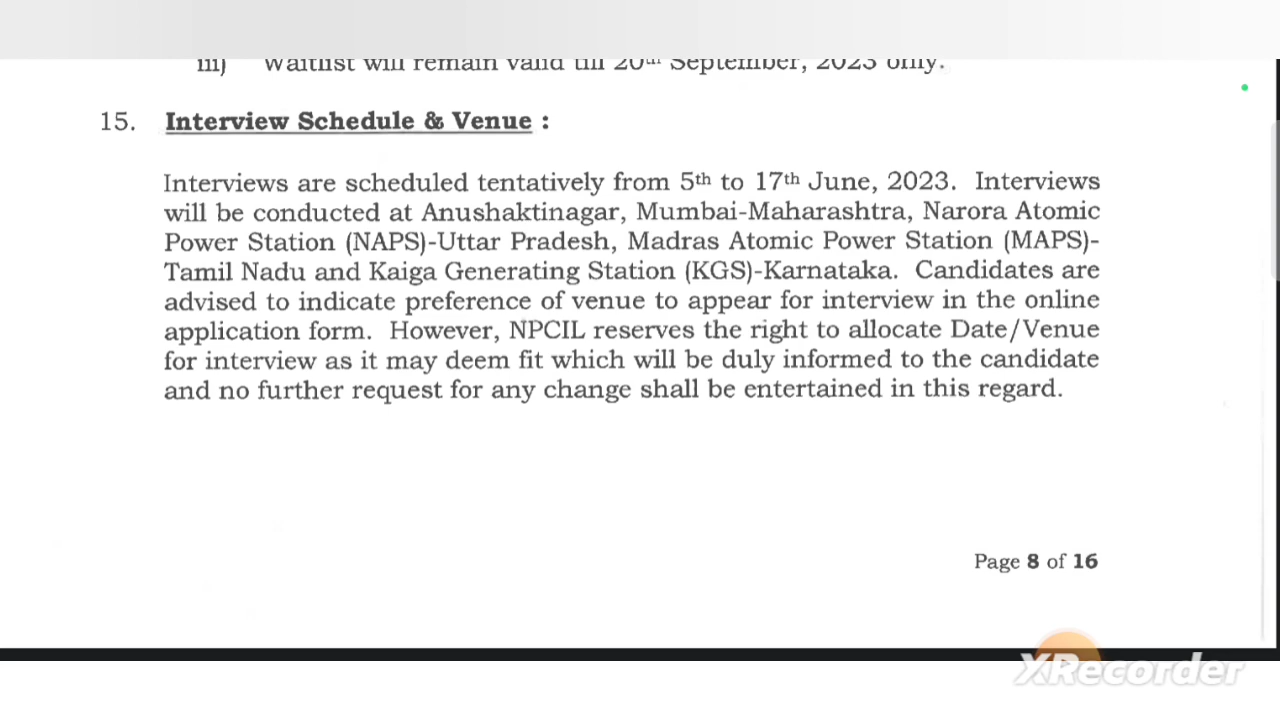 iii) Waitlist will remain valid till 20th September, 2023 only.
15. Interview Schedule & Venue :
Interviews are scheduled tentatively from 5th to 17th June, 2023. Interviews
will be conducted at Anushaktinagar, Mumbai-Maharashtra, Narora Atomic
Power Station (NAPS)-Uttar Pradesh, Madras Atomic Power Station (MAPS)-
Tamil Nadu and Kaiga Generating Station (KGS)-Karnataka. Candidates are
advised to indicate preference of venue to appear for interview in the online
application form. However, NPCIL reserves the right to allocate Date/Venue
for interview as it may deem fit which will be duly informed to the candidate
and no further request for any change shall be entertained in this regard.
Page 8 of 16
XRecorder